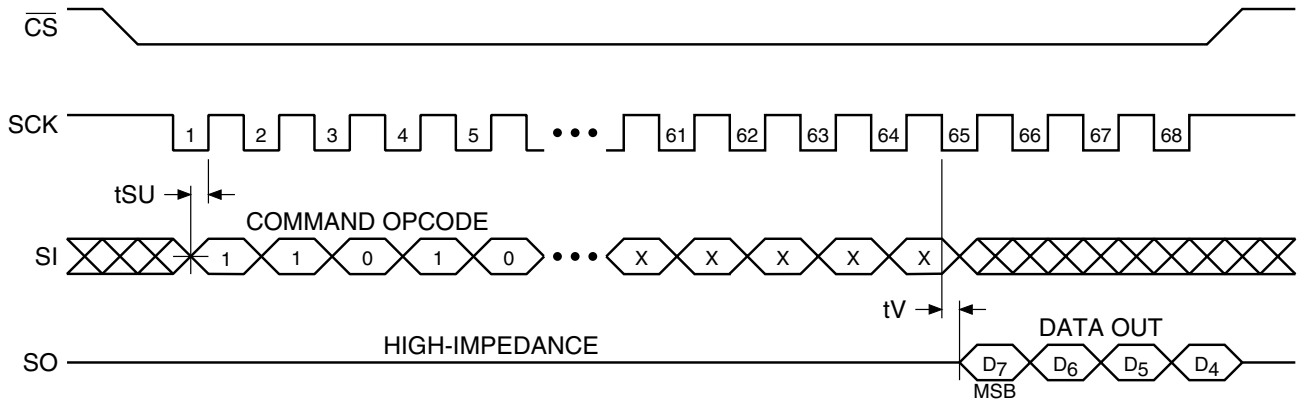 CS
SCK 1 2 3 4 5 ••• 61 62 63 64 65 66 67 68
tSU
COMMAND OPCODE
SI 1 1 0 1 0 ••• X X X X X
tV
DATA OUT
HIGH-IMPEDANCE
SO D7 D6 D5 D4
MSB